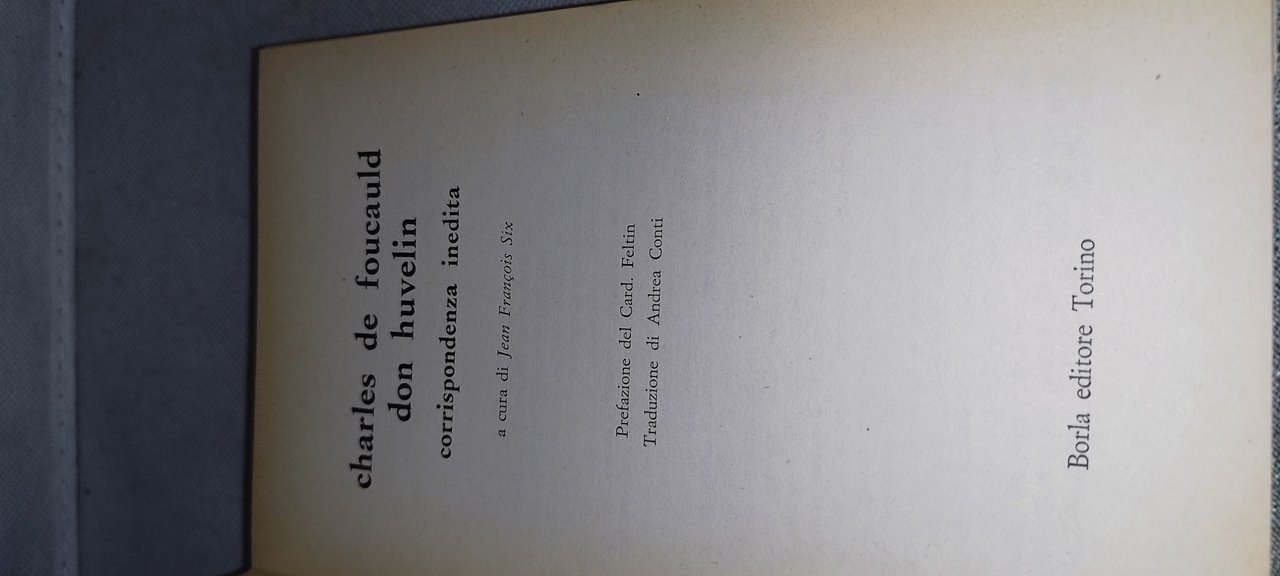 charles de foucauld
don huvelin
corrispondenza inedita
a cura di Jean François Six
Prefazione del Card. Feltin
Traduzione di Andrea Conti
Borla editore Torino